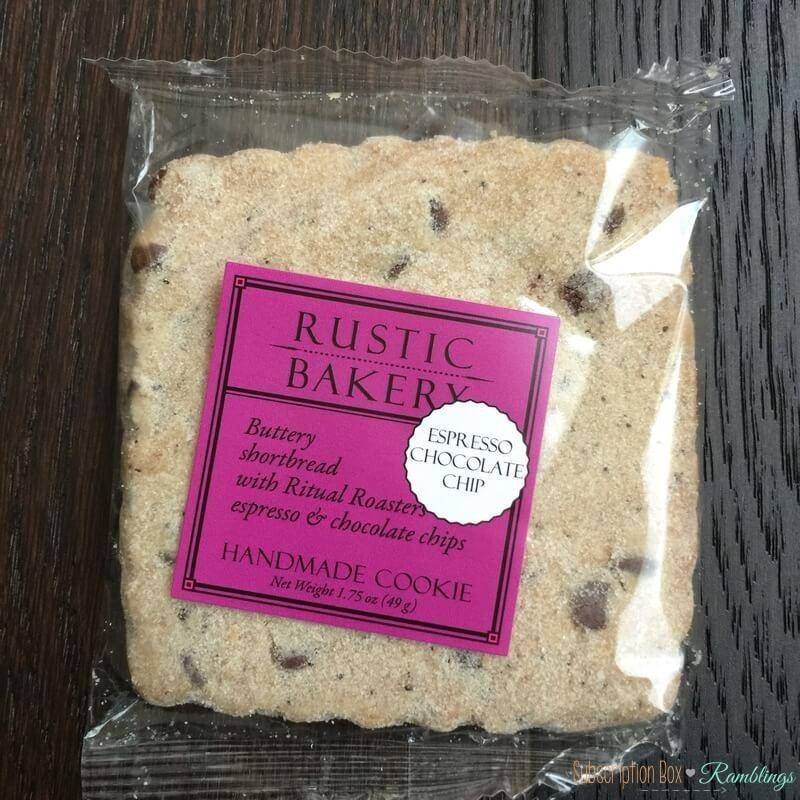 RUSTIC
BAKERY
ESPRESSO
CHOCOLATE
CHIP
Buttery
shortbread
with Ritual Roasters
espresso & chocolate chips
HANDMADE COOKIE
Net Weight 1.75 oz (49 g)
Subscription Box ♥ Ramblings